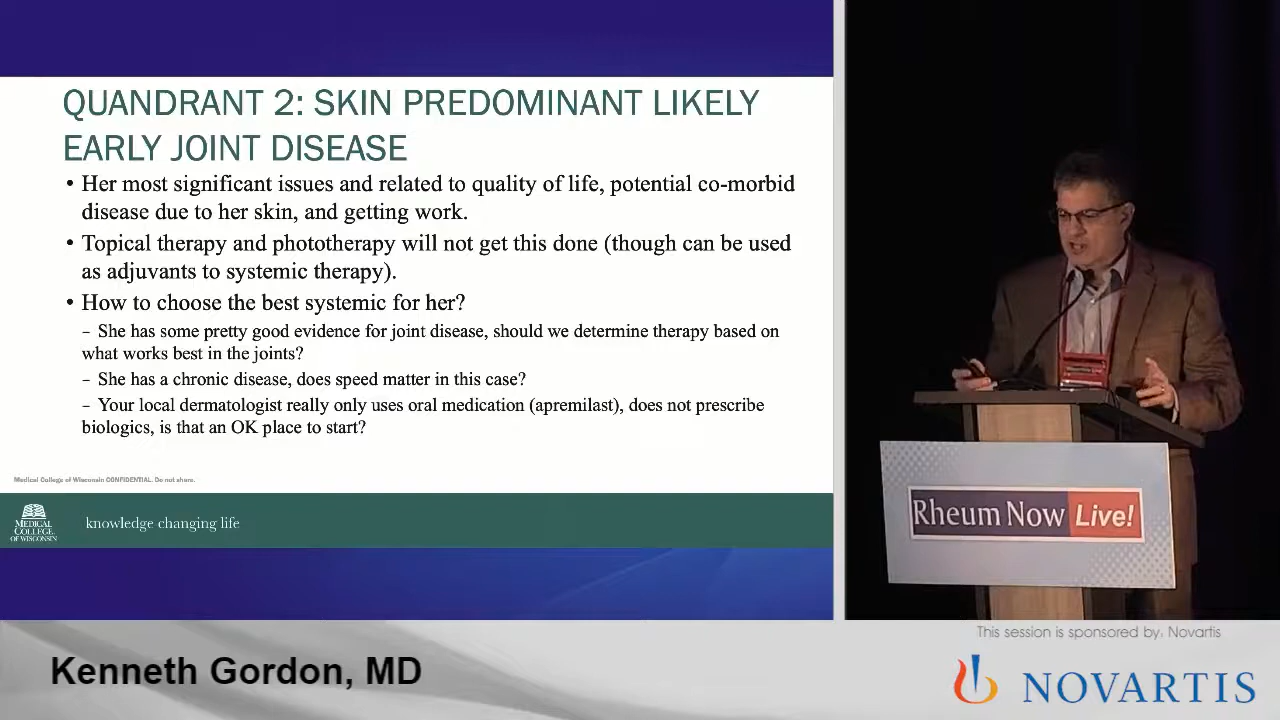 QUANDRANT 2: SKIN PREDOMINANT LIKELY
EARLY JOINT DISEASE
• Her most significant issues and related to quality of life, potential co-morbid
disease due to her skin, and getting work.
• Topical therapy and phototherapy will not get this done (though can be used
as adjuvants to systemic therapy).
• How to choose the best systemic for her?
– She has some pretty good evidence for joint disease, should we determine therapy based on
what works best in the joints?
– She has a chronic disease, does speed matter in this case?
– Your local dermatologist really only uses oral medication (apremilast), does not prescribe
biologics, is that an OK place to start?
Medical College of Wisconsin CONFIDENTIAL. Do not share.
MEDICAL
COLLEGE
OF WISCONSIN
knowledge changing life
Rheum Now Live!
This session is sponsored by: Novartis
Kenneth Gordon, MD
NOVARTIS